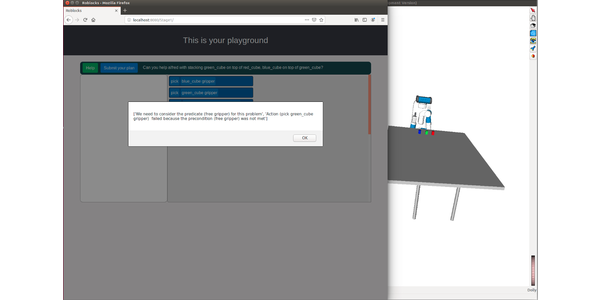 Roblocks - Mozilla Firefox
Roblocks
localhost
This is your playground
Submit your plan
Can you help alfred with stacking green_cube on top of red_cube, blue_cube on top of green_cube?
pick blue_cube gripper
pick green_cube gripper
['We need to consider the predicate (free gripper) for this problem', 'Action (pick green_cube
gripper) failed because the precondition (free gripper) was not met']
OK